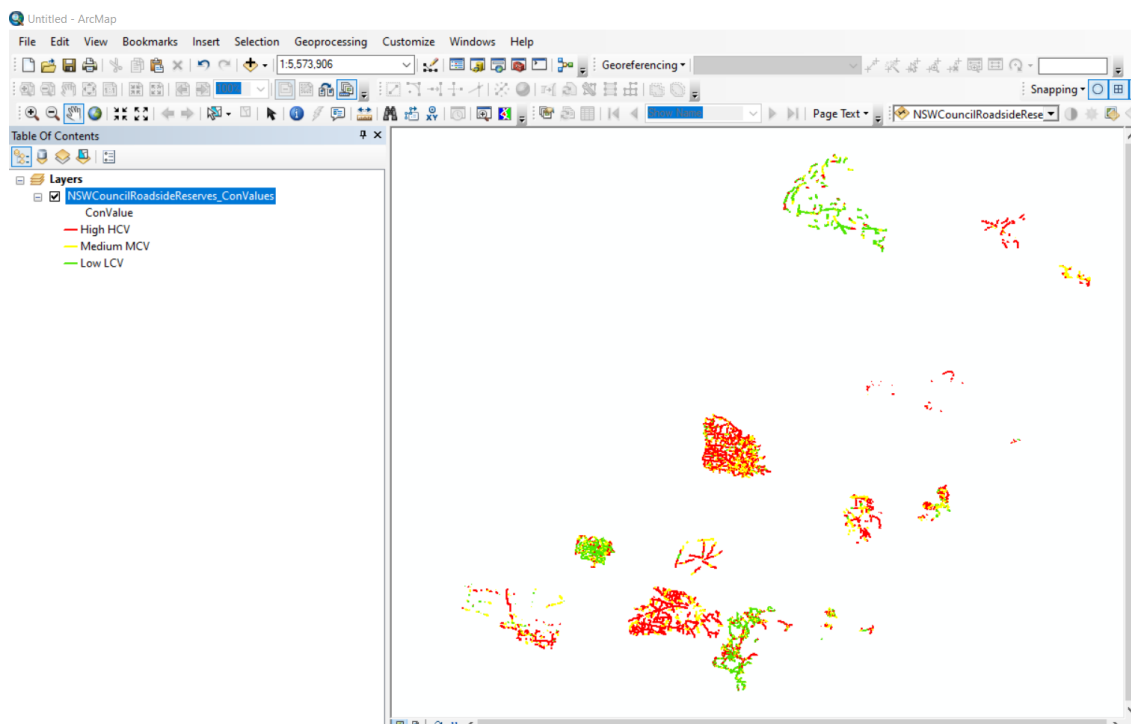 Untitled - ArcMap
File Edit View Bookmarks Insert Selection Geoprocessing Customize Windows Help
1:5,573,906 Georeferencing
Snapping
Page Text NSWCouncilRoadsideRese
Table Of Contents
Layers
NSWCouncilRoadsideReserves_ConValues
ConValue
High HCV
Medium MCV
Low LCV